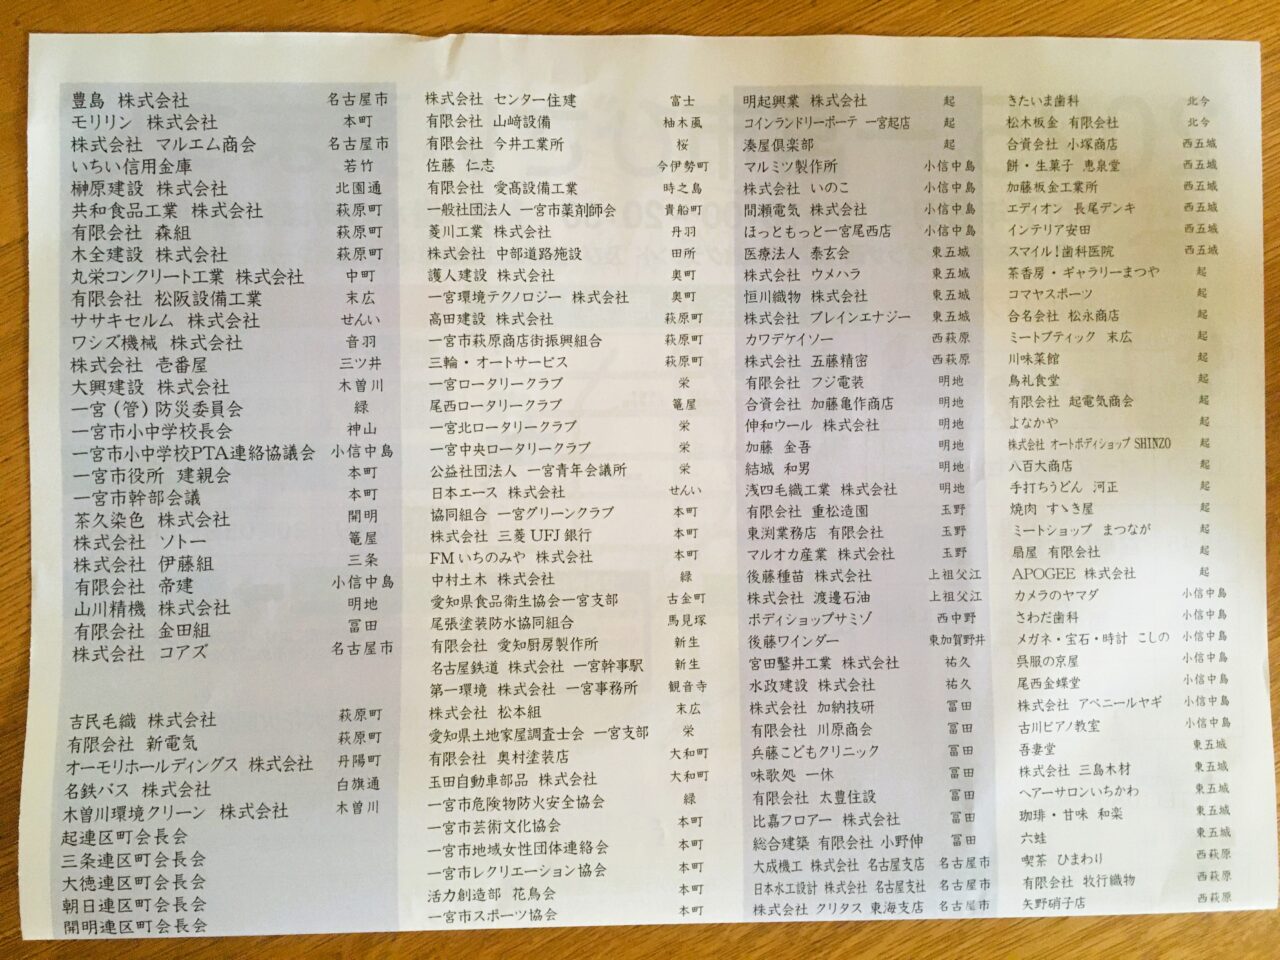 豊島 株式会社 名古屋市
モリリン 株式会社 本町
株式会社 マルエム商会 名古屋市
いちい信用金庫 若竹
榊原建設 株式会社 北園通
共和食品工業 株式会社 萩原町
有限会社 森組 萩原町
木全建設 株式会社 萩原町
丸栄コンクリート工業 株式会社 中町
有限会社 松阪設備工業 末広
ササキセルム 株式会社 せんい
ワシズ機械 株式会社 音羽
株式会社 壱番屋 三ツ井
大興建設 株式会社 木曽川
一宮(管)防災委員会 緑
一宮市小中学校長会 神山
一宮市小中学校PTA連絡協議会 小信中島
一宮市役所 建親会 本町
一宮市幹部会議 本町
茶久染色 株式会社 開明
株式会社 ソトー 篭屋
株式会社 伊藤組 三条
有限会社 帝建 小信中島
山川精機 株式会社 明地
有限会社 金田組 冨田
株式会社 コアズ 名古屋市
吉民毛織 株式会社 萩原町
有限会社 新電気 萩原町
オーモリホールディングス 株式会社 丹陽町
名鉄バス 株式会社 白旗通
木曽川環境クリーン 株式会社 木曽川
起連区町会長会
三条連区町会長会
大徳連区町会長会
朝日連区町会長会
開明連区町会長会
株式会社 センター住建 富士
有限会社 山﨑設備 柚木颪
有限会社 今井工業所 桜
佐藤 仁志 今伊勢町
有限会社 愛髙設備工業 時之島
一般社団法人 一宮市薬剤師会 貴船町
菱川工業 株式会社 丹羽
株式会社 中部道路施設 田所
護人建設 株式会社 奥町
一宮環境テクノロジー 株式会社 奥町
高田建設 株式会社 萩原町
一宮市萩原商店街振興組合 萩原町
三輪・オートサービス 萩原町
一宮ロータリークラブ 栄
尾西ロータリークラブ 篭屋
一宮北ロータリークラブ 栄
一宮中央ロータリークラブ 栄
公益社団法人 一宮青年会議所 栄
日本エース 株式会社 せんい
協同組合 一宮グリーンクラブ 本町
株式会社 三菱UFJ銀行 本町
FMいちのみや 株式会社 本町
中村土木 株式会社 緑
愛知県食品衛生協会一宮支部 古金町
尾張塗装防水協同組合 馬見塚
有限会社 愛知厨房製作所 新生
名古屋鉄道 株式会社 一宮幹事駅 新生
第一環境 株式会社 一宮事務所 観音寺
株式会社 松本組 末広
愛知県土地家屋調査士会 一宮支部 栄
有限会社 奥村塗装店 大和町
玉田自動車部品 株式会社 大和町
一宮市危険物防火安全協会 緑
一宮市芸術文化協会 本町
一宮市地域女性団体連絡会 本町
一宮市レクリエーション協会 本町
活力創造部 花鳥会 本町
一宮市スポーツ協会 本町
明起興業 株式会社 起
コインランドリーポーテ 一宮起店 起
湊屋倶楽部 起
マルミツ製作所 小信中島
株式会社 いのこ 小信中島
間瀬電気 株式会社 小信中島
ほっともっと一宮尾西店 小信中島
医療法人 泰玄会 東五城
株式会社 ウメハラ 東五城
恒川織物 株式会社 東五城
株式会社 ブレインエナジー 東五城
カワデケイソー 西萩原
株式会社 五藤精密 西萩原
有限会社 フジ電装 明地
合資会社 加藤亀作商店 明地
伸和ウール 株式会社 明地
加藤 金吾 明地
結城 和男 明地
浅四毛織工業 株式会社 明地
有限会社 重松造園 玉野
東渕業務店 有限会社 玉野
マルオカ産業 株式会社 玉野
後藤種苗 株式会社 上祖父江
株式会社 渡邉石油 上祖父江
ボディショップサミゾ 西中野
後藤ワインダー 東加賀野井
宮田鑿井工業 株式会社 祐久
水政建設 株式会社 祐久
株式会社 加納技研 冨田
有限会社 川原商会 冨田
兵藤こどもクリニック 冨田
味歌処 一休 冨田
有限会社 太豊住設 冨田
比嘉フロアー 株式会社 冨田
総合建築 有限会社 小野伸 冨田
大成機工 株式会社 名古屋支店 名古屋市
日本水工設計 株式会社 名古屋支社 名古屋市
株式会社 クリタス 東海支店 名古屋市
きたいま歯科 北今
松木板金 有限会社 北今
合資会社 小塚商店 西五城
餅・生菓子 恵泉堂 西五城
加藤板金工業所 西五城
エディオン 長尾デンキ 西五城
インテリア安田 西五城
スマイル!歯科医院 西五城
茶香房・ギャラリーまつや 起
コマヤスポーツ 起
合名会社 松永商店 起
ミートブティック 末広 起
川味菜館 起
鳥礼食堂 起
有限会社 起電気商会 起
よなかや 起
株式会社 オートボディショップ SHINZO 起
八百大商店 起
手打ちうどん 河正 起
焼肉 すゞき屋 起
ミートショップ まつなが 起
扇屋 有限会社 起
APOGEE 株式会社 起
カメラのヤマダ 小信中島
さわだ歯科 小信中島
メガネ・宝石・時計 こしの 小信中島
呉服の京屋 小信中島
尾西金蝶堂 小信中島
株式会社 アベニールヤギ 小信中島
古川ピアノ教室 小信中島
吾妻堂 東五城
株式会社 三島木材 東五城
ヘアーサロンいちかわ 東五城
珈琲・甘味 和楽 東五城
六蛙 東五城
喫茶 ひまわり 西萩原
有限会社 牧行織物 西萩原
矢野硝子店 西萩原